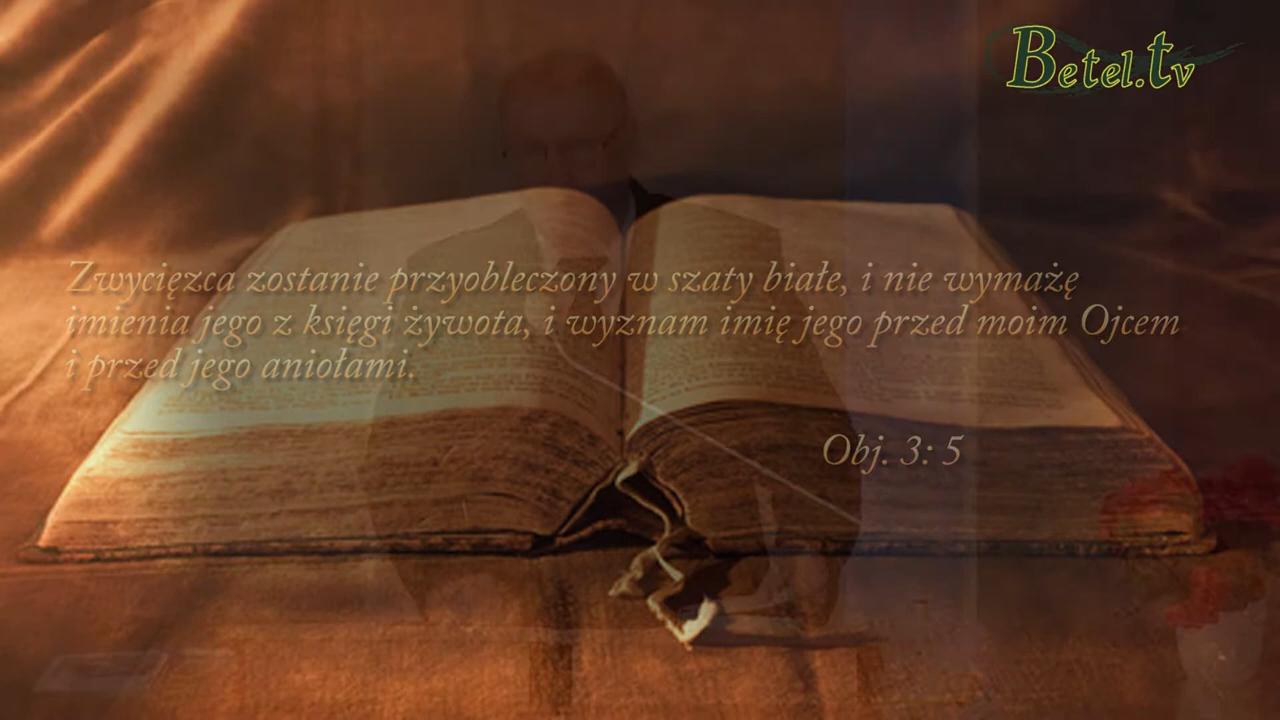 Betel.tv
Zwycięzca zostanie przyobleczony w szaty białe, i nie wymażę
imienia jego z księgi żywota, i wyznam imię jego przed moim Ojcem
i przed jego aniołami.
Obj. 3: 5